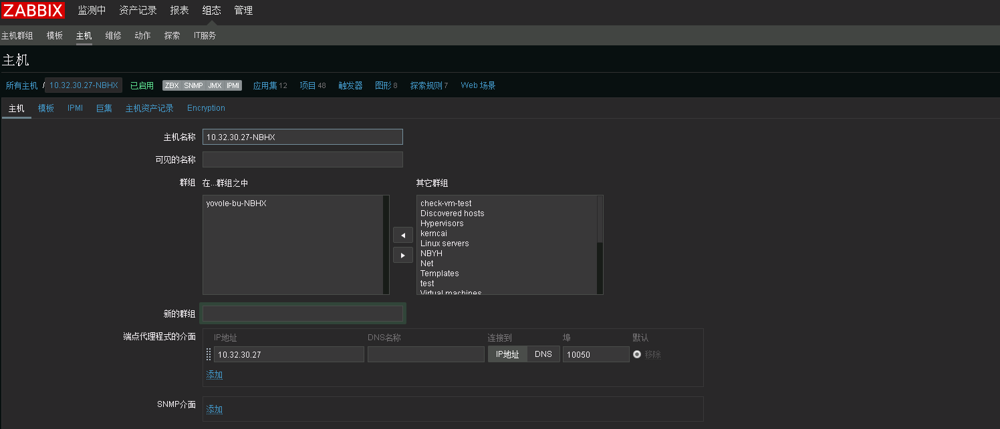 ZABBIX 监测中 资产记录 报表 组态 管理
主机群组 模板 主机 维修 动作 探索 IT服务
主机
所有主机 / 10.32.30.27-NBHX 已启用 ZBX SNMP JMX IPMI 应用集 12 项目 48 触发器 图形 8 探索规则 7 Web 场景
主机 模板 IPMI 巨集 主机资产记录 Encryption
主机名称 10.32.30.27-NBHX
可见的名称
群组 在...群组之中 其它群组
yovole-bu-NBHX
check-vm-test
Discovered hosts
Hypervisors
kerncai
Linux servers
NBYH
Net
Templates
test
Virtual machines
新的群组
端点代理程式的介面 IP地址 DNS名称 连接到 埠 默认
10.32.30.27 IP地址 DNS 10050 移除
添加
SNMP介面 添加